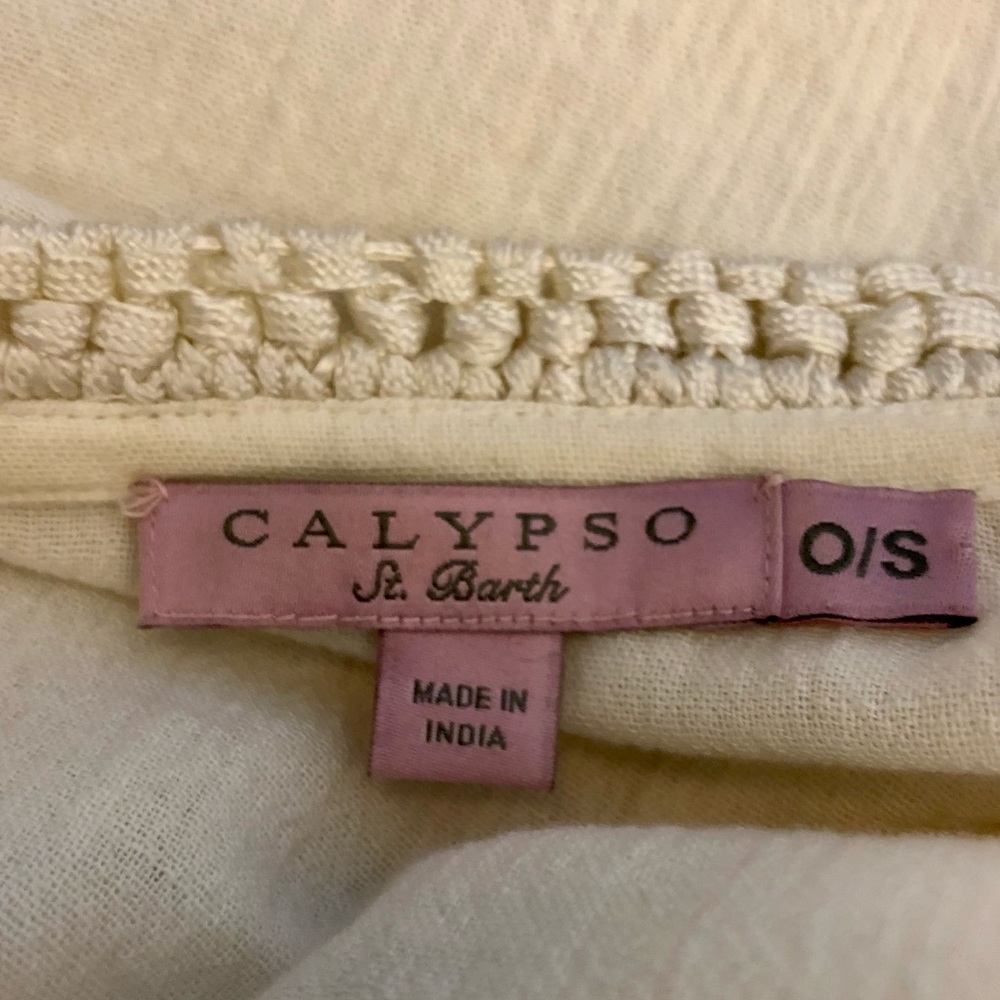 CALYPSO
St. Barth
O/S
MADE IN
INDIA